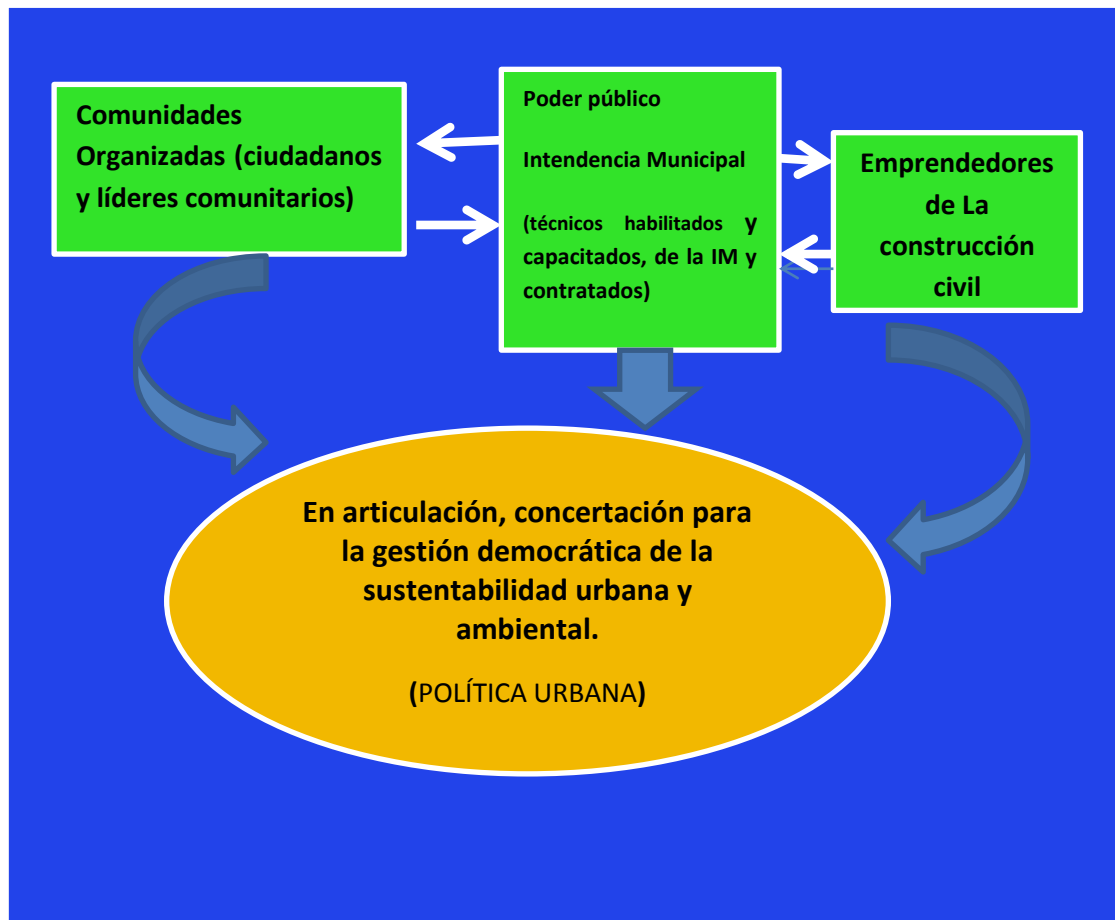 Comunidades
Organizadas (ciudadanos
y líderes comunitarios)
Poder público
Intendencia Municipal
(técnicos habilitados y
capacitados, de la IM y
contratados)
Emprendedores
de La
construcción
civil
En articulación, concertación para
la gestión democrática de la
sustentabilidad urbana y
ambiental.
(POLÍTICA URBANA)